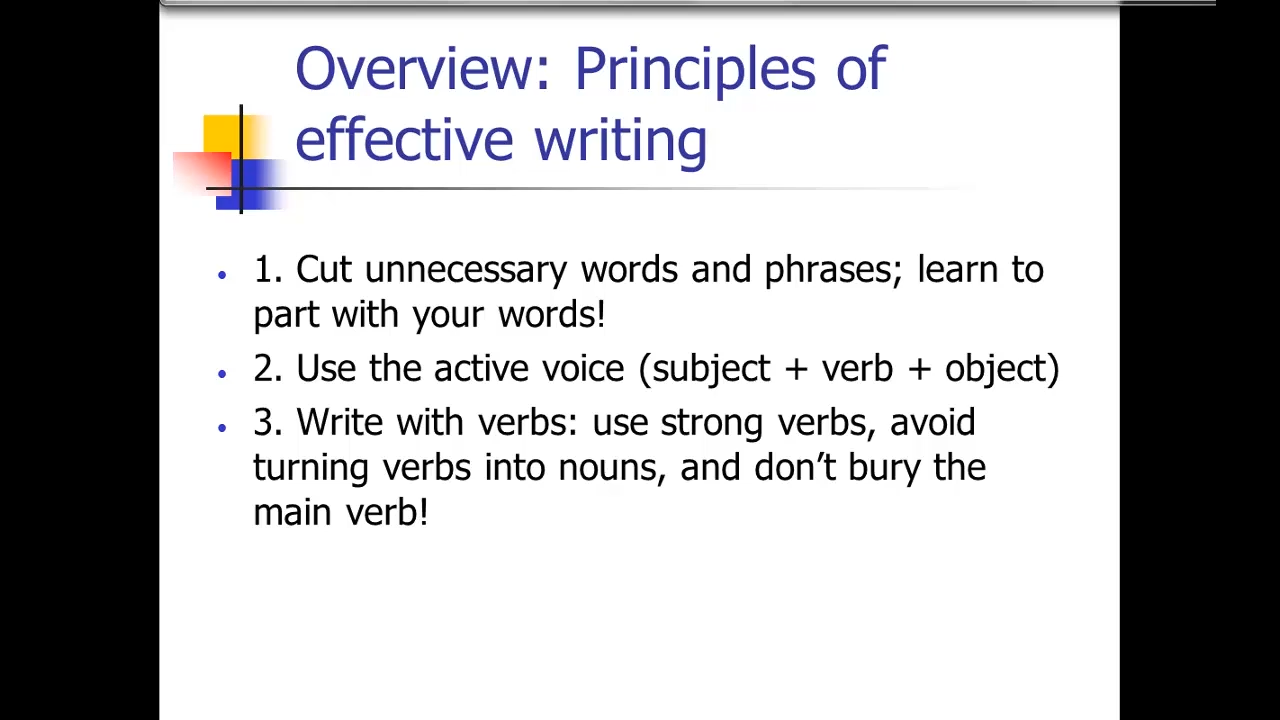 Overview: Principles of
effective writing
• 1. Cut unnecessary words and phrases; learn to
part with your words!
• 2. Use the active voice (subject + verb + object)
• 3. Write with verbs: use strong verbs, avoid
turning verbs into nouns, and don’t bury the
main verb!